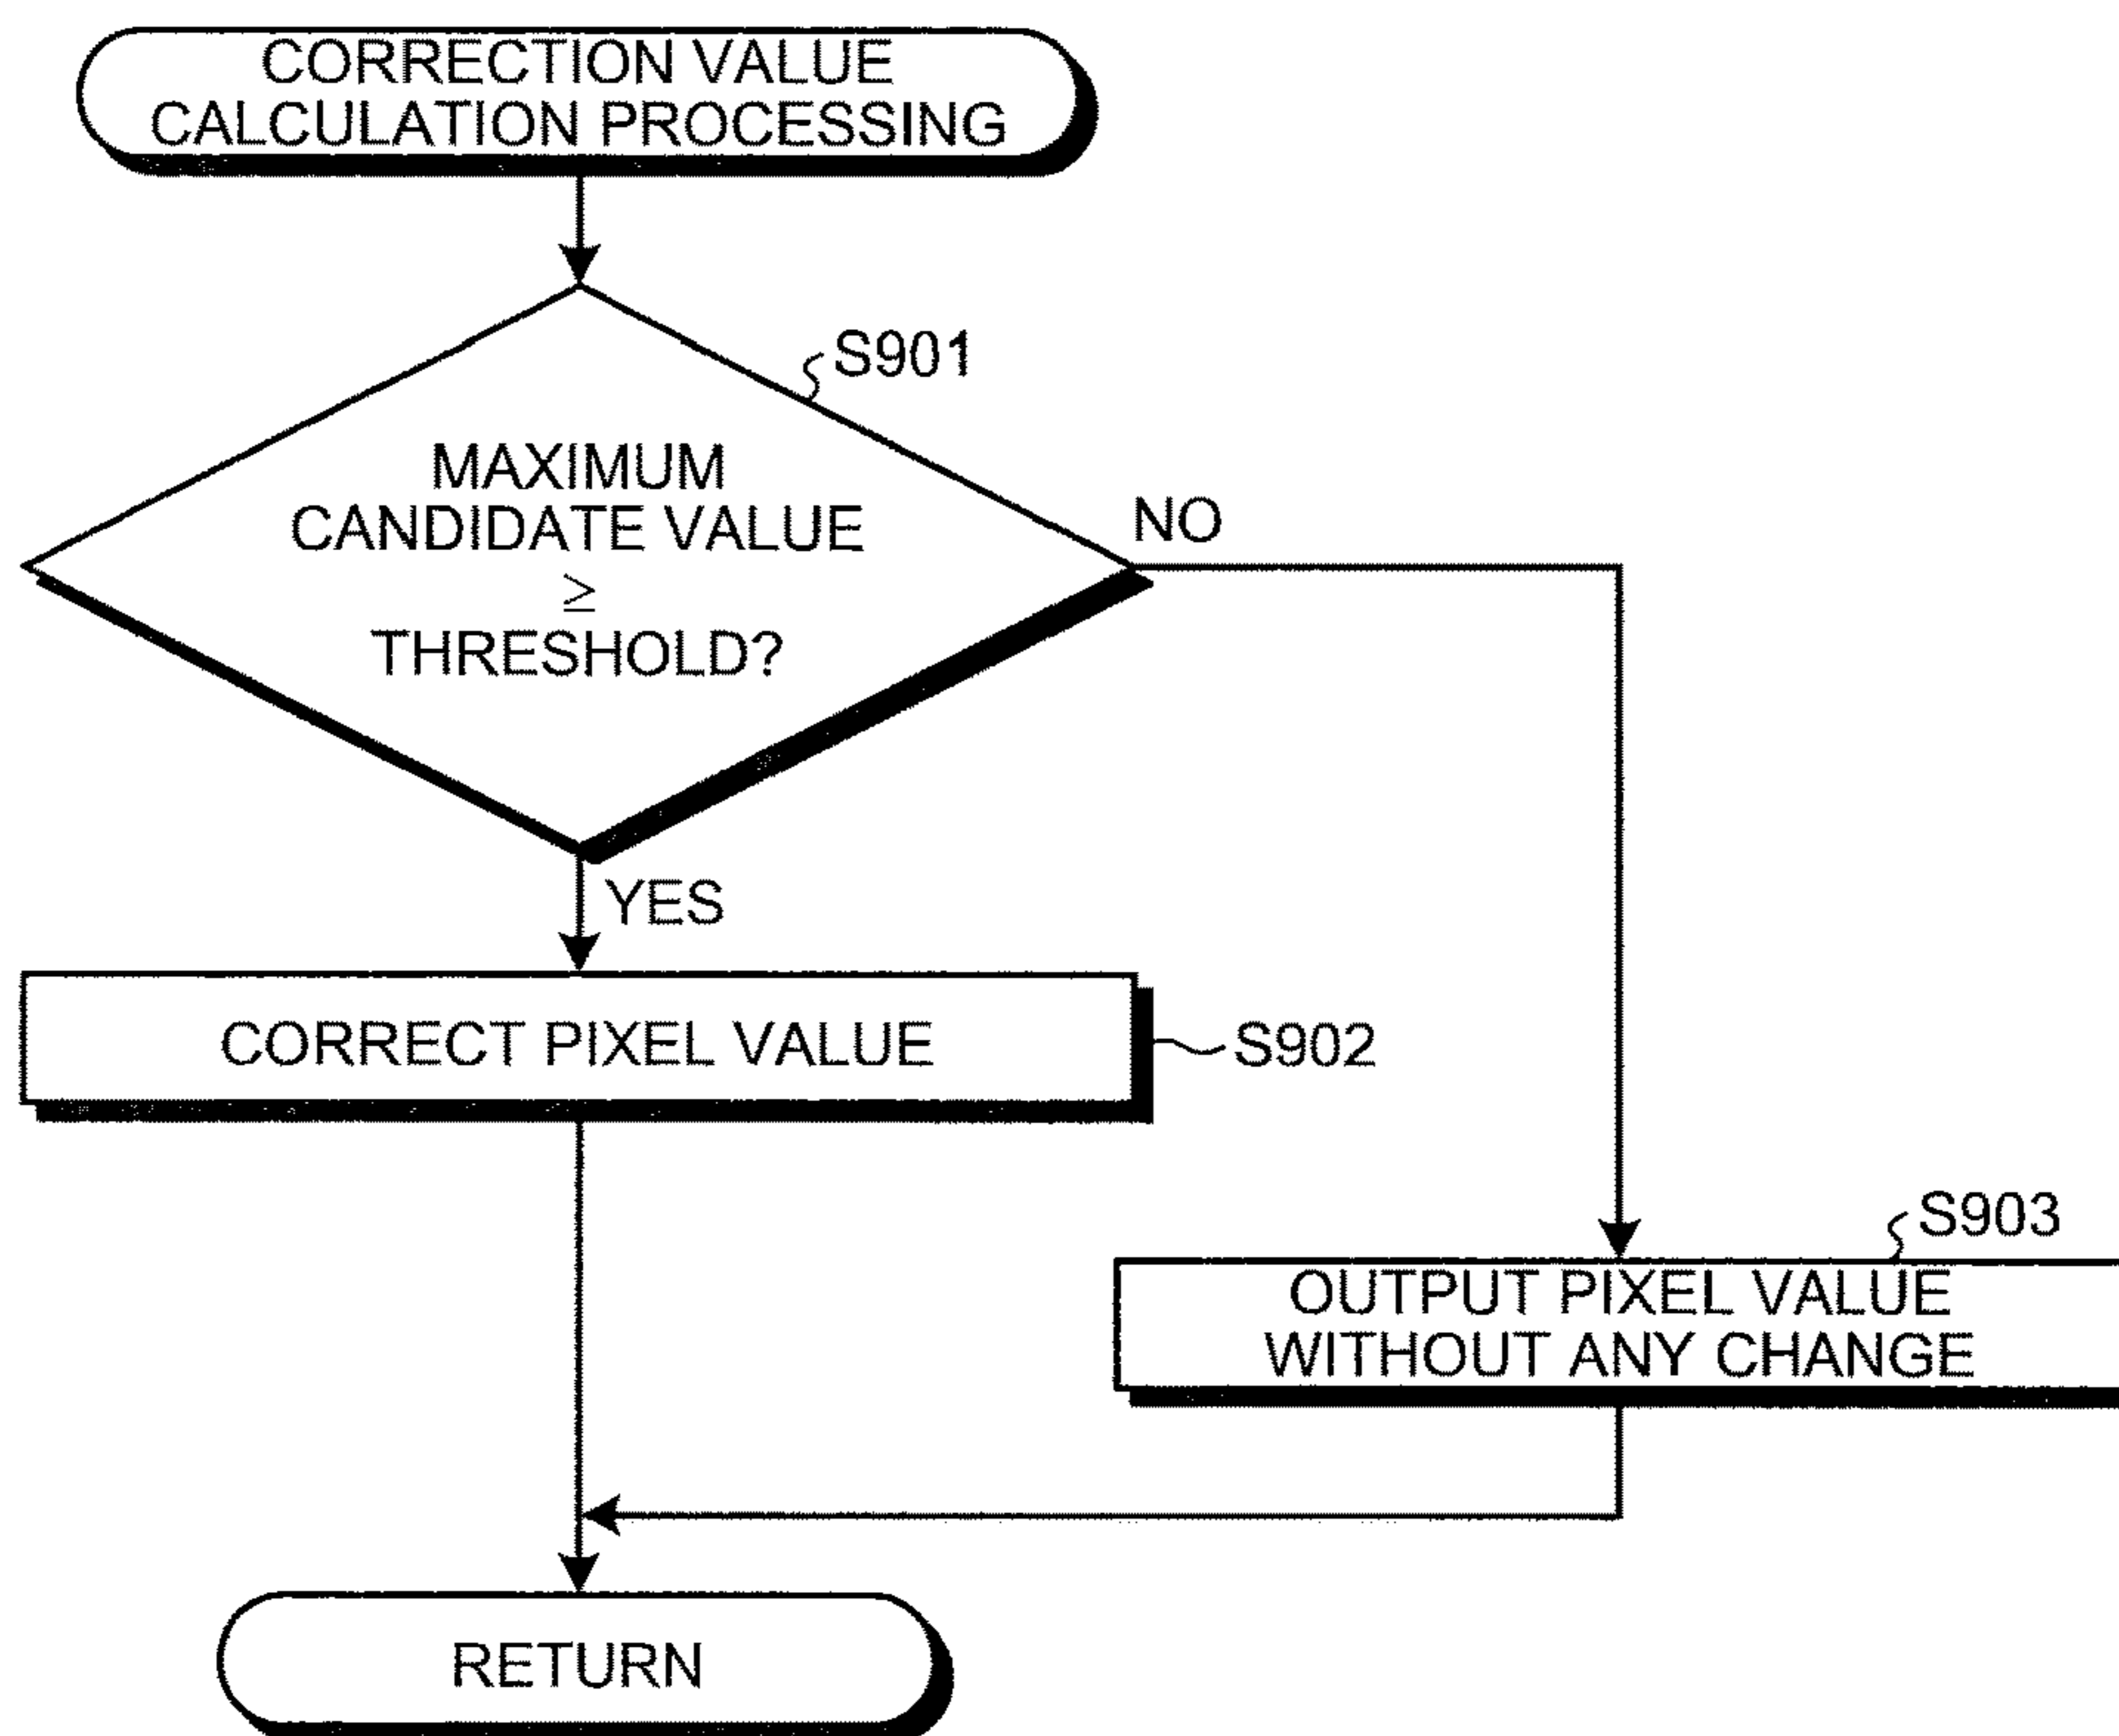 CORRECTION VALUE
CALCULATION PROCESSING
S901
MAXIMUM
CANDIDATE VALUE
≥
THRESHOLD?
NO
YES
CORRECT PIXEL VALUE
S902
S903
OUTPUT PIXEL VALUE
WITHOUT ANY CHANGE
RETURN